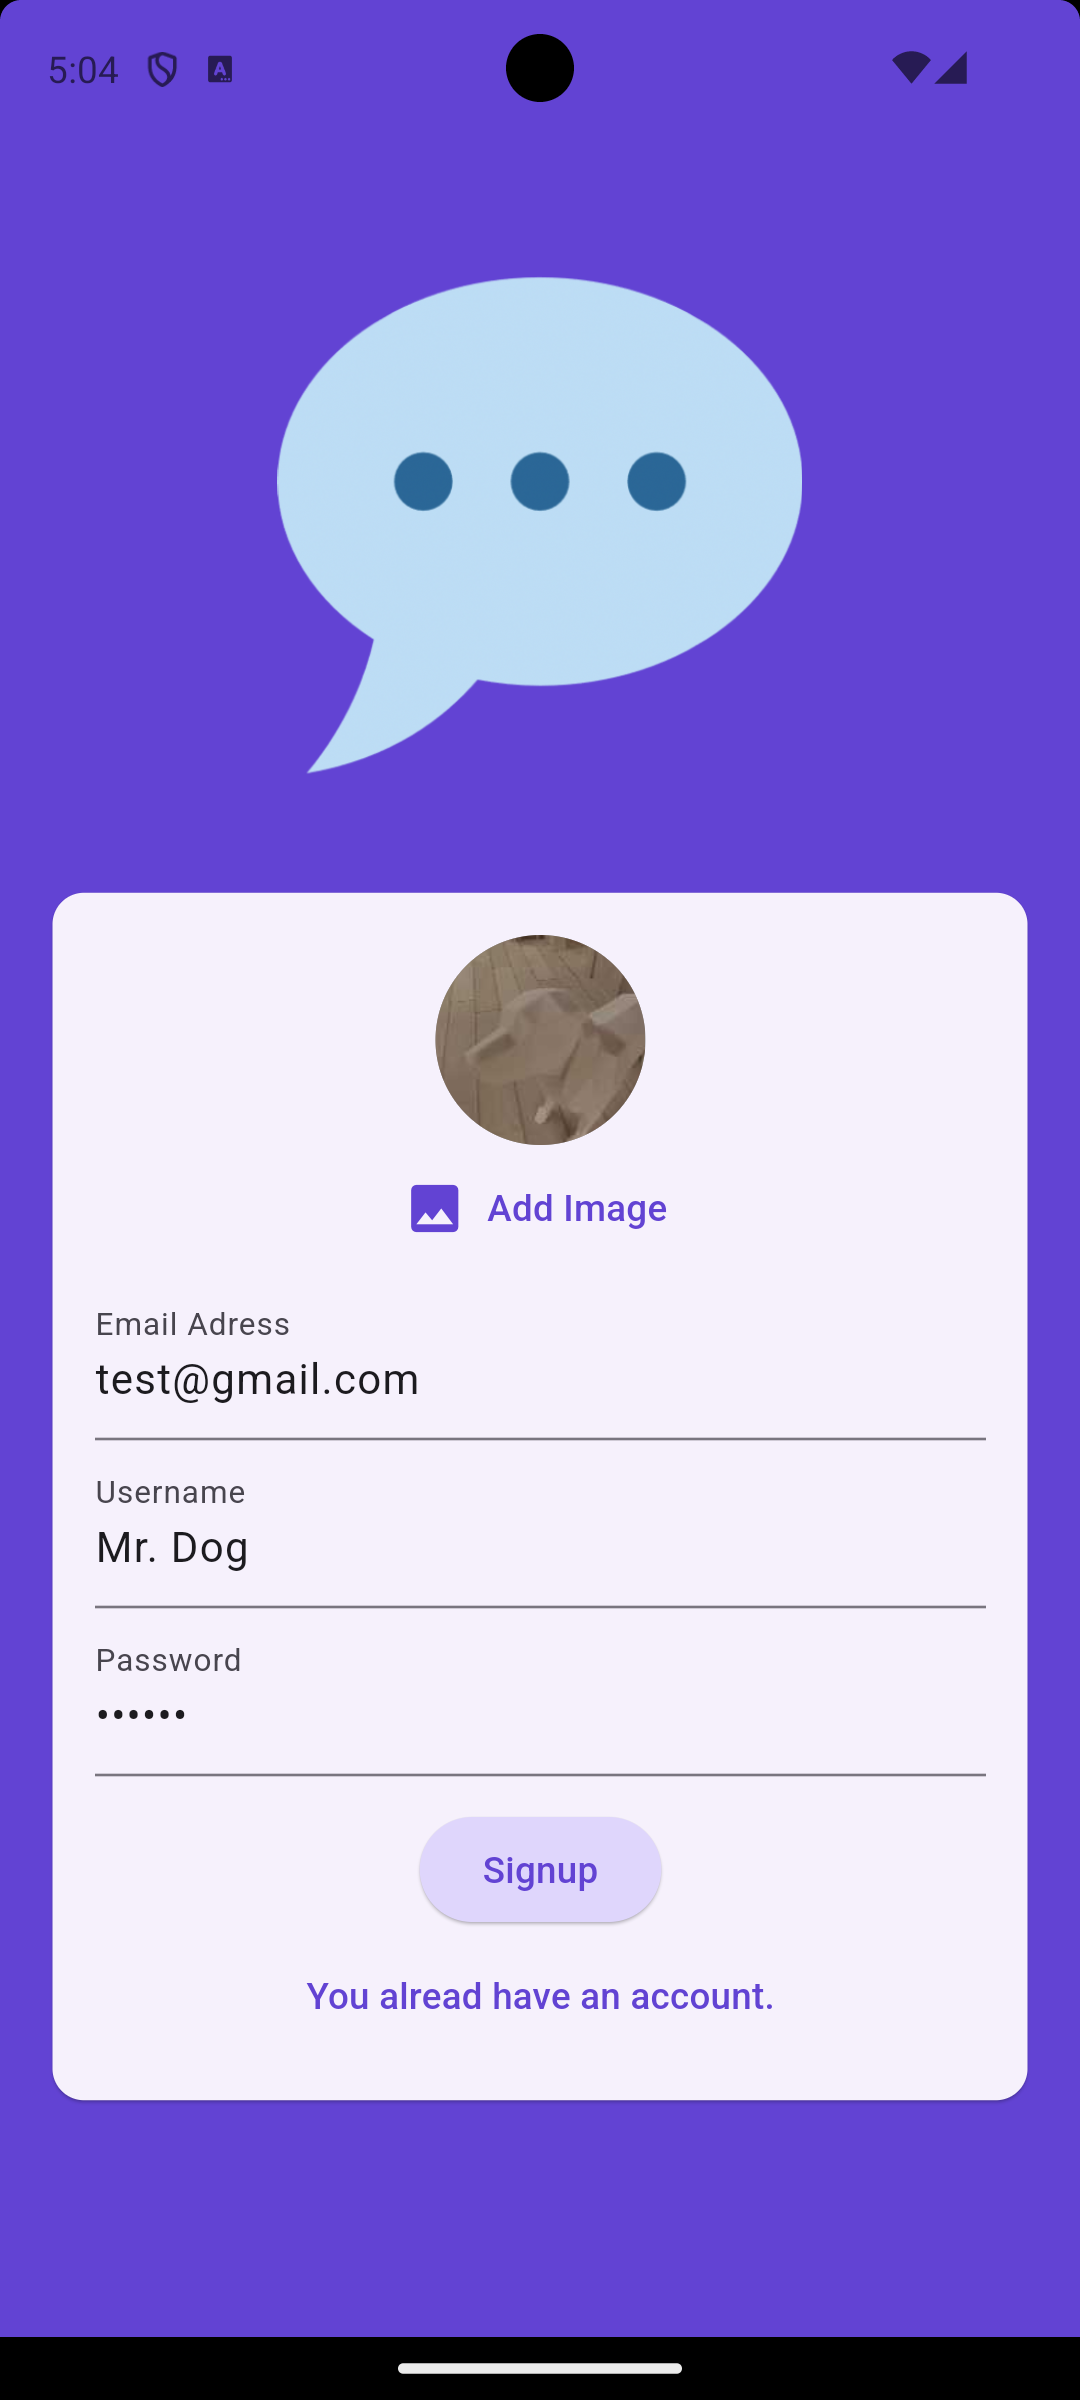 5:04
Add Image
Email Adress
test@gmail.com
Username
Mr. Dog
Password
••••••
Signup
You alread have an account.